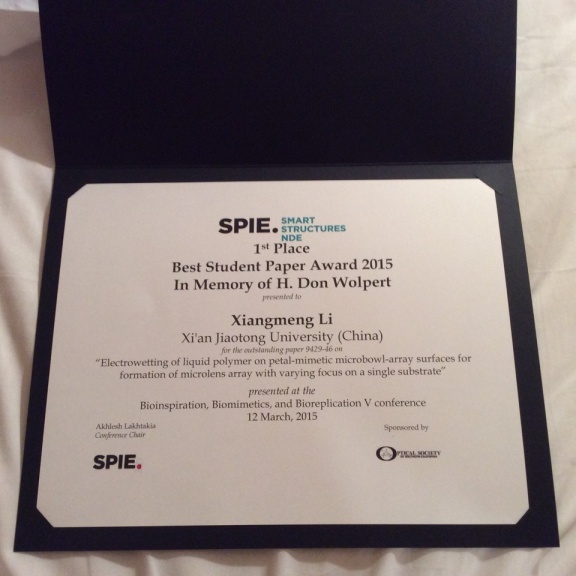 SPIE. SMART
STRUCTURES
NDE
1st Place
Best Student Paper Award 2015
In Memory of H. Don Wolpert
presented to
Xiangmeng Li
Xi'an Jiaotong University (China)
for the outstanding paper 9429-46 on
"Electrowetting of liquid polymer on petal-mimetic microbowl-array surfaces for
formation of microlens array with varying focus on a single substrate"
presented at the
Bioinspiration, Biomimetics, and Bioreplication V conference
12 March, 2015
Akhlesh Lakhtakia
Conference Chair
Sponsored by
SPIE.
OPTICAL SOCIETY